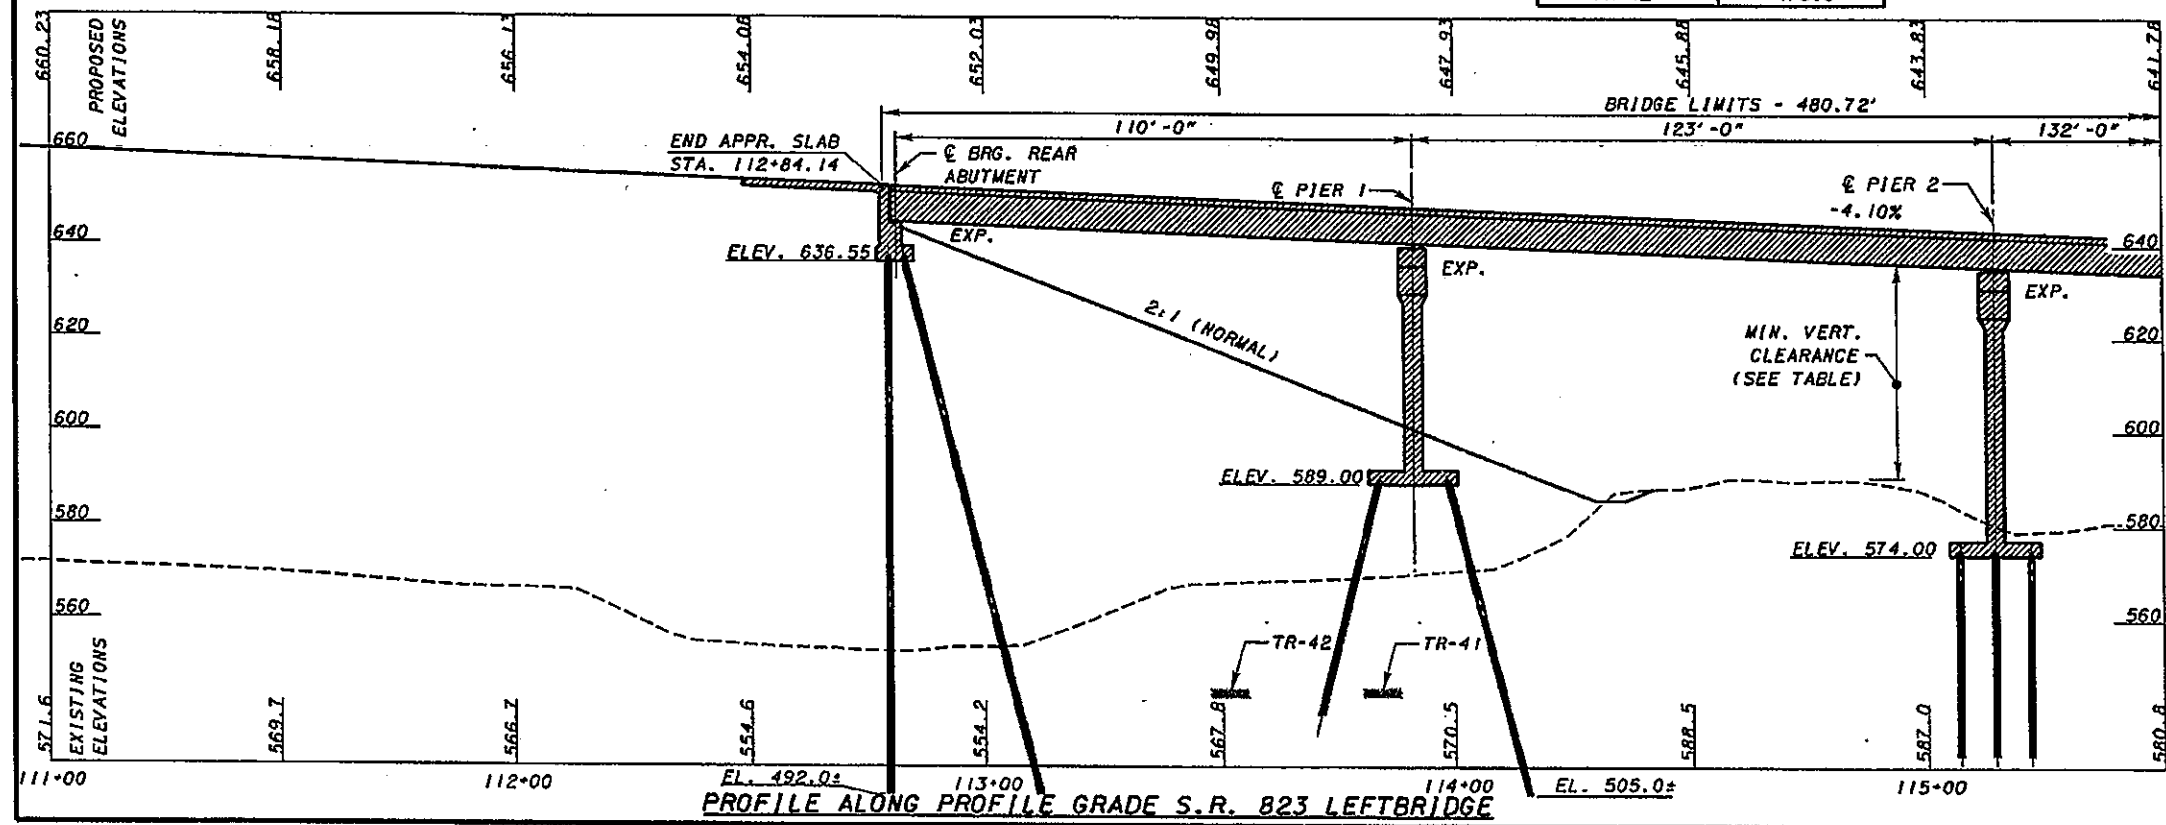 660.23
PROPOSED
ELEVATIONS
658.18
656.13
654.08
652.03
649.98
647.93
645.88
643.83
641.78
BRIDGE LIMITS - 480.72'
110'-0"
123'-0"
132'-0"
END APPR. SLAB
STA. 112+84.14
℄ BRG. REAR
ABUTMENT
℄ PIER 1
℄ PIER 2
-4.10%
660
640
620
600
580
560
ELEV. 636.55
EXP.
EXP.
EXP.
2:1 (NORMAL)
MIN. VERT.
CLEARANCE
(SEE TABLE)
640
620
600
580
560
ELEV. 589.00
ELEV. 574.00
TR-42
TR-41
571.6
EXISTING
ELEVATIONS
569.7
566.7
554.6
554.2
567.8
570.5
588.5
587.0
580.8
111+00
112+00
EL. 492.0±
113+00
114+00
EL. 505.0±
115+00
PROFILE ALONG PROFILE GRADE S.R. 823 LEFTBRIDGE